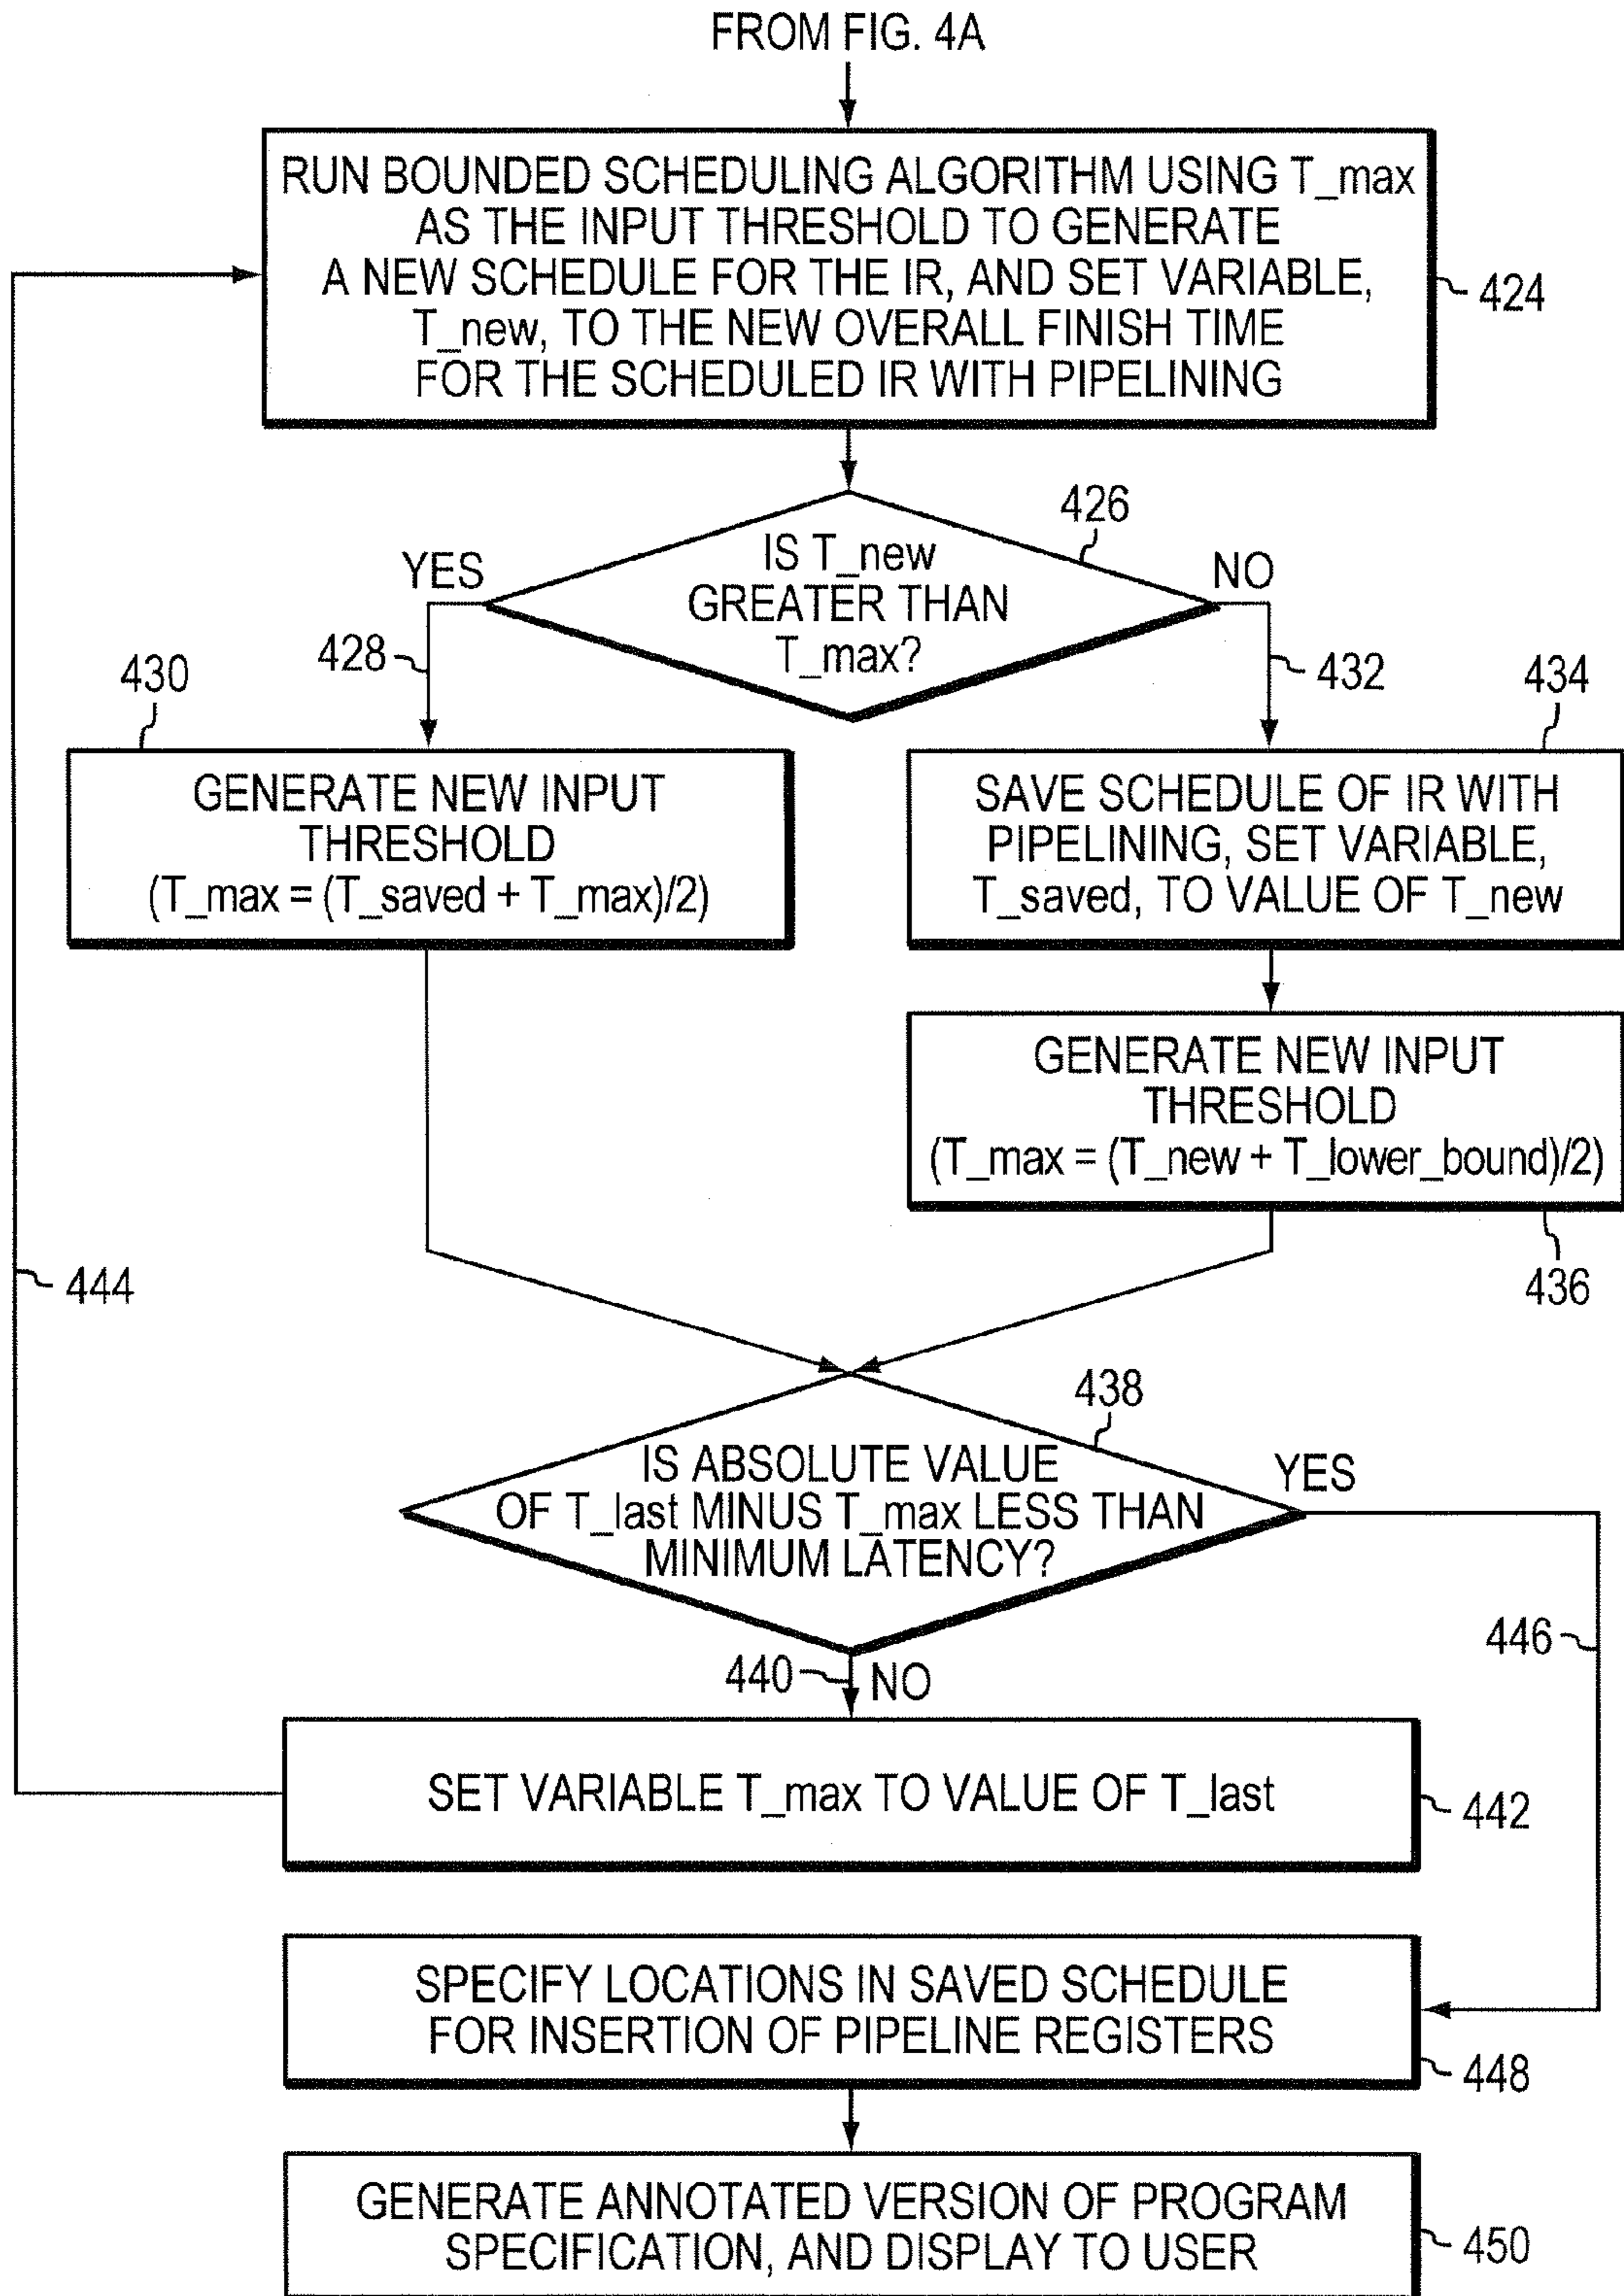 FROM FIG. 4A
RUN BOUNDED SCHEDULING ALGORITHM USING T_max
AS THE INPUT THRESHOLD TO GENERATE
A NEW SCHEDULE FOR THE IR, AND SET VARIABLE,
T_new, TO THE NEW OVERALL FINISH TIME
FOR THE SCHEDULED IR WITH PIPELINING
424
426
IS T_new
GREATER THAN
T_max?
YES
NO
428
432
430
434
GENERATE NEW INPUT
THRESHOLD
(T_max = (T_saved + T_max)/2)
SAVE SCHEDULE OF IR WITH
PIPELINING, SET VARIABLE,
T_saved, TO VALUE OF T_new
GENERATE NEW INPUT
THRESHOLD
(T_max = (T_new + T_lower_bound)/2)
436
444
438
IS ABSOLUTE VALUE
OF T_last MINUS T_max LESS THAN
MINIMUM LATENCY?
YES
446
440
NO
SET VARIABLE T_max TO VALUE OF T_last
442
SPECIFY LOCATIONS IN SAVED SCHEDULE
FOR INSERTION OF PIPELINE REGISTERS
448
GENERATE ANNOTATED VERSION OF PROGRAM
SPECIFICATION, AND DISPLAY TO USER
450